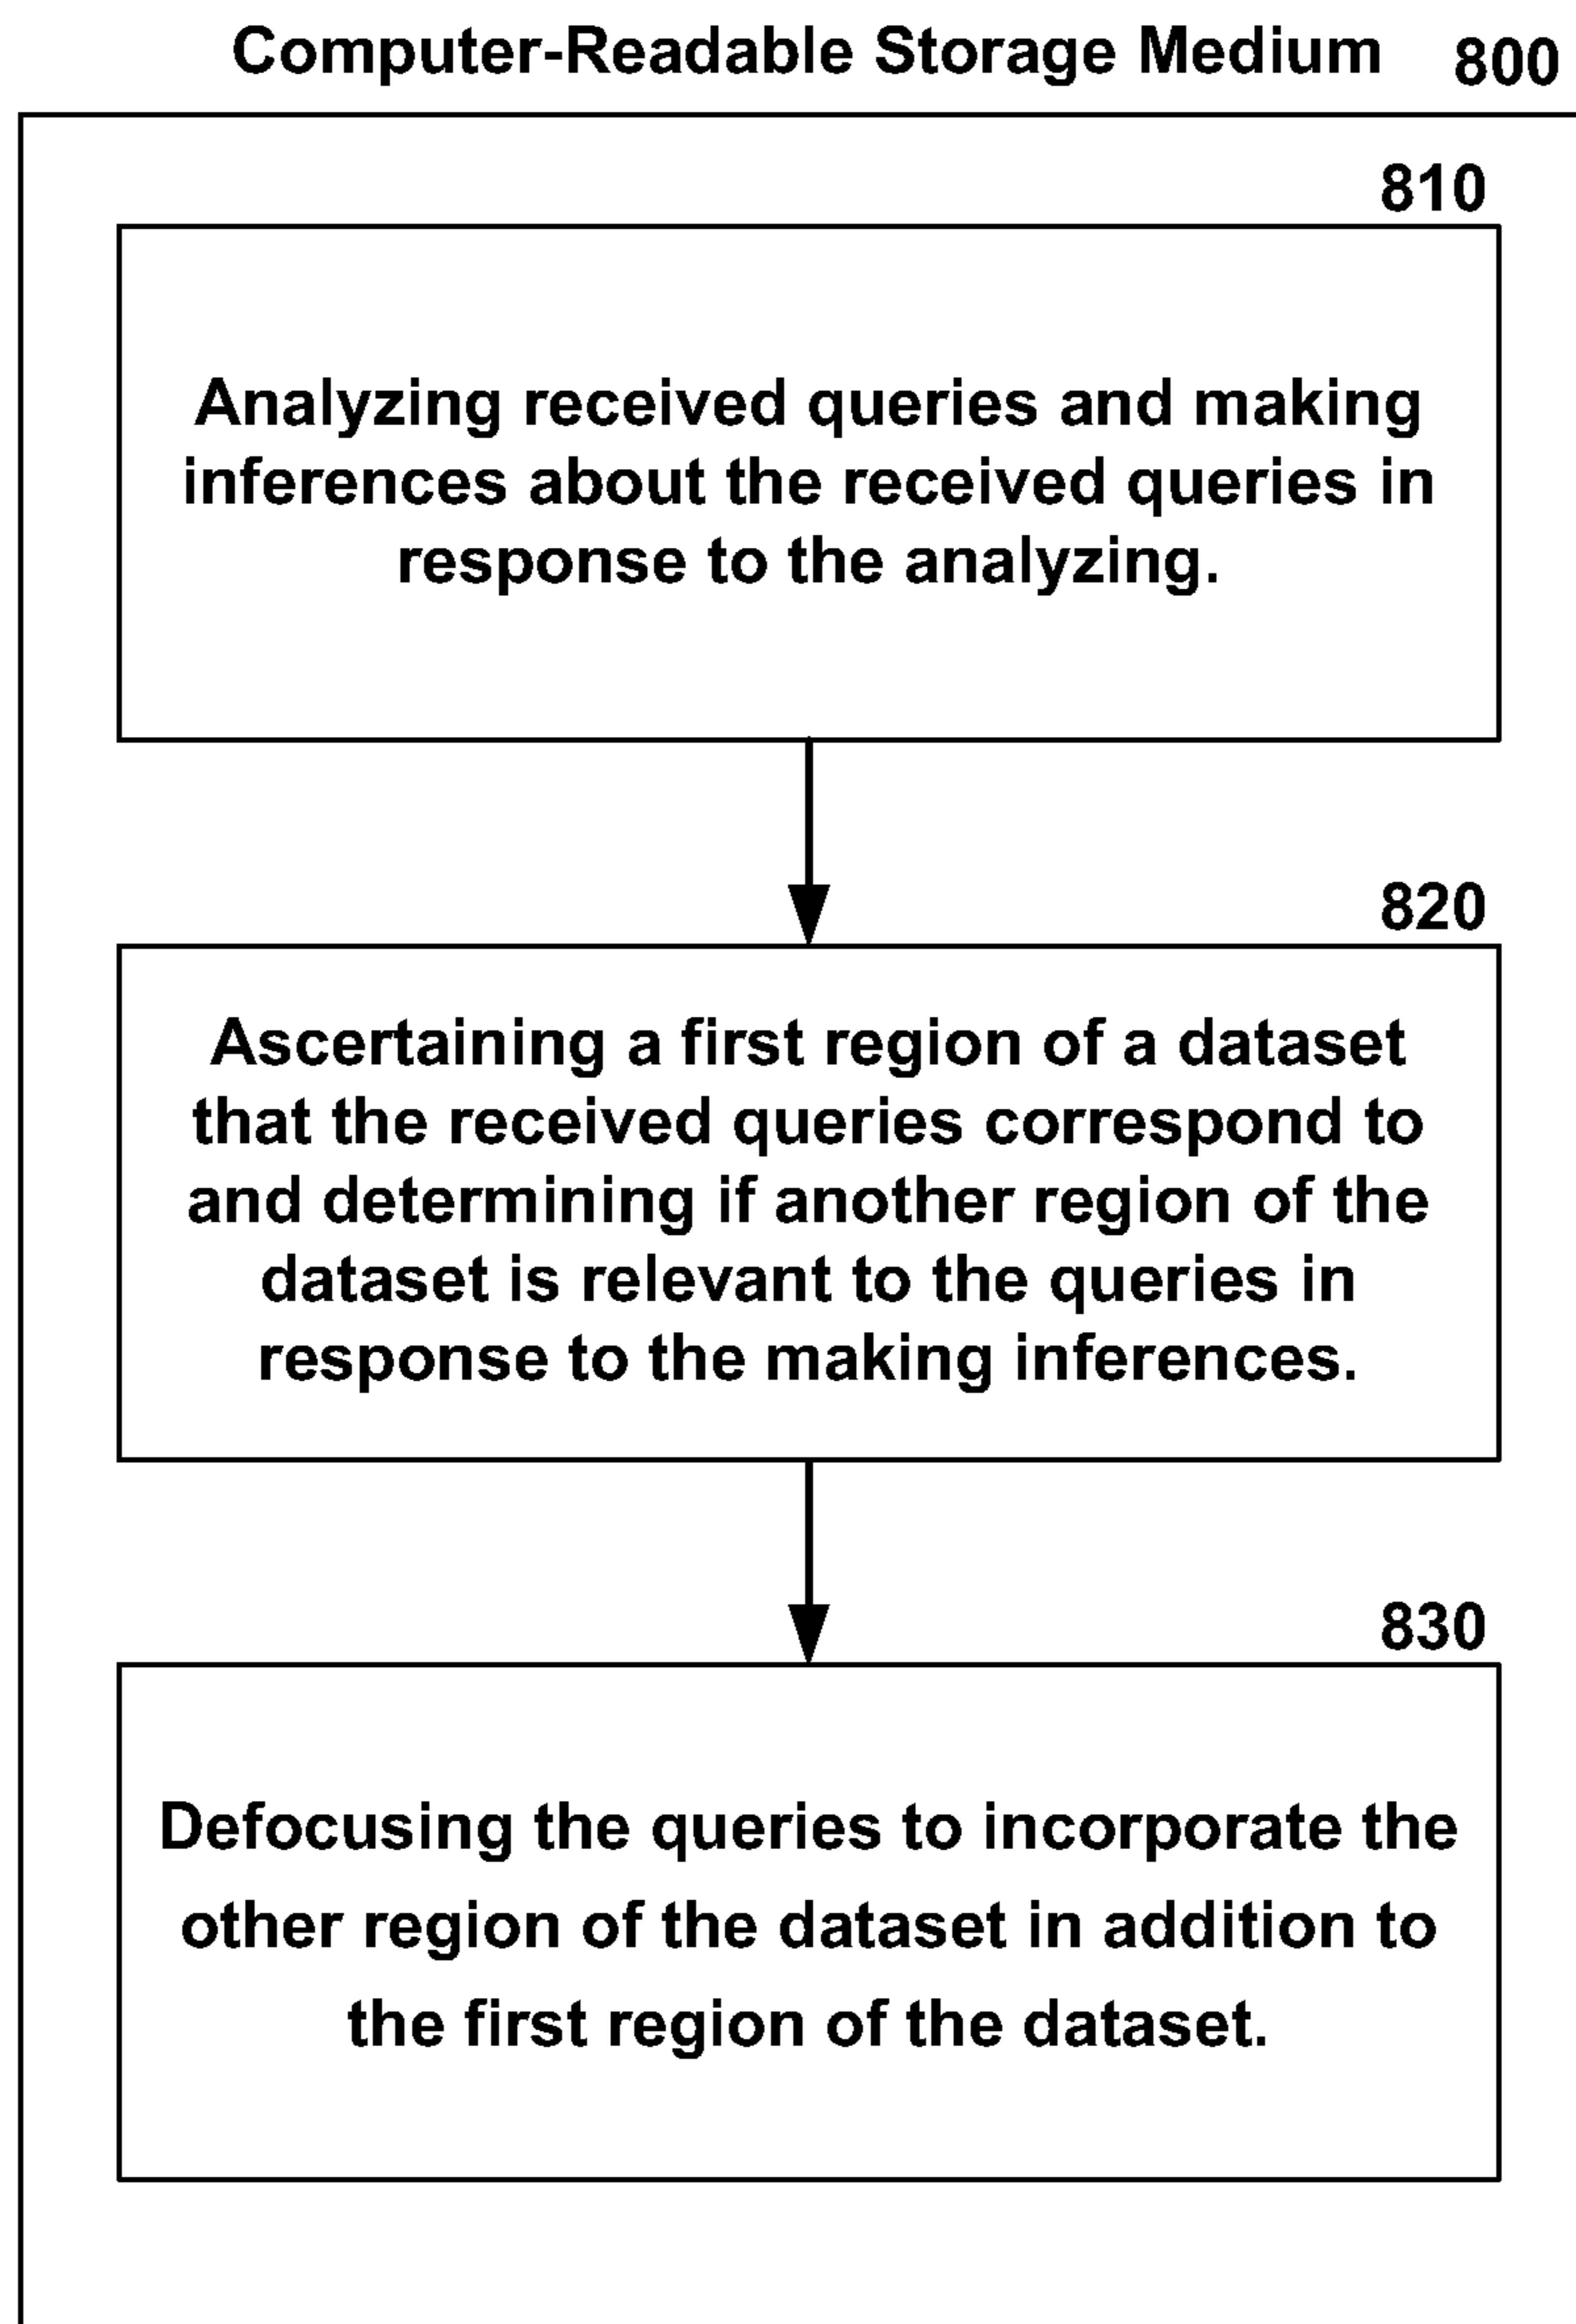 Computer-Readable Storage Medium 800
810
Analyzing received queries and making
inferences about the received queries in
response to the analyzing.
820
Ascertaining a first region of a dataset
that the received queries correspond to
and determining if another region of the
dataset is relevant to the queries in
response to the making inferences.
830
Defocusing the queries to incorporate the
other region of the dataset in addition to
the first region of the dataset.